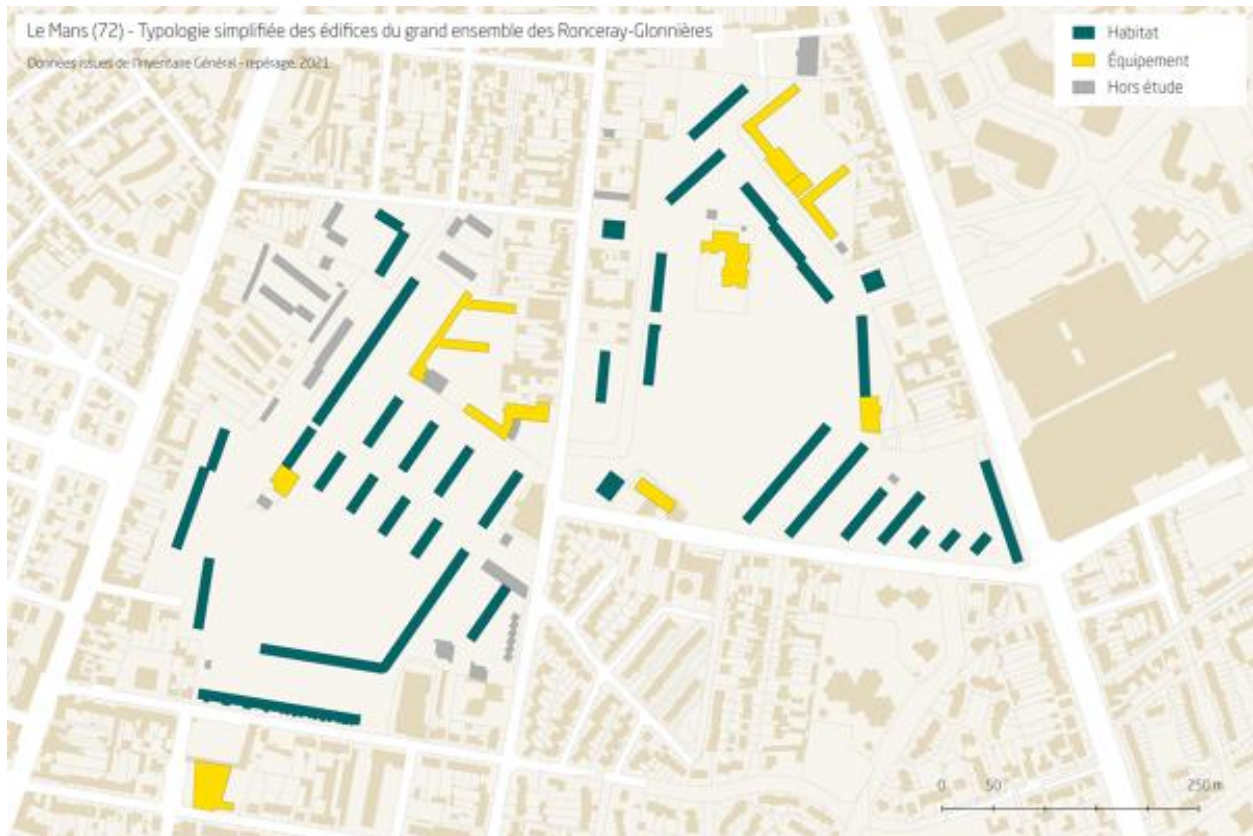 Le Mans (72) - Typologie simplifiée des édifices du grand ensemble des Ronceray-Glonnières
Données issues de l'Inventaire Général - repérage, 2021
Habitat
Équipement
Hors étude
0 50 250 m